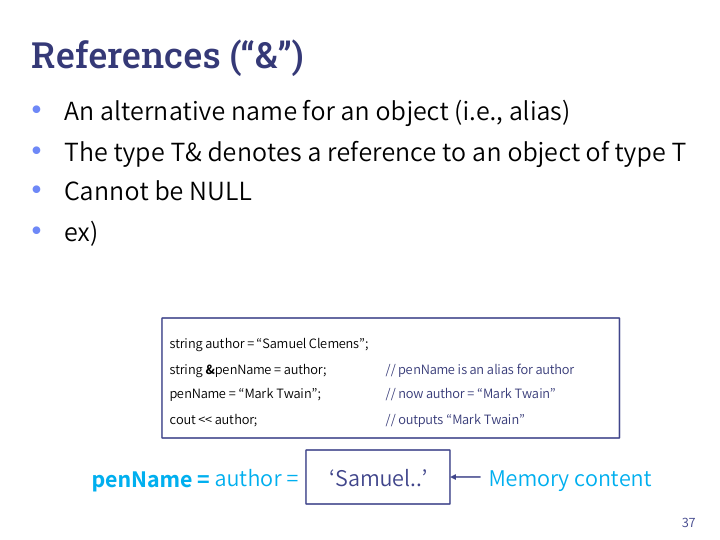 References (“&”)
• An alternative name for an object (i.e., alias)
• The type T& denotes a reference to an object of type T
• Cannot be NULL
• ex)
string author = “Samuel Clemens”;
string &penName = author; // penName is an alias for author
penName = “Mark Twain”; // now author = “Mark Twain”
cout << author; // outputs “Mark Twain”
penName = author = ‘Samuel..’ Memory content
37